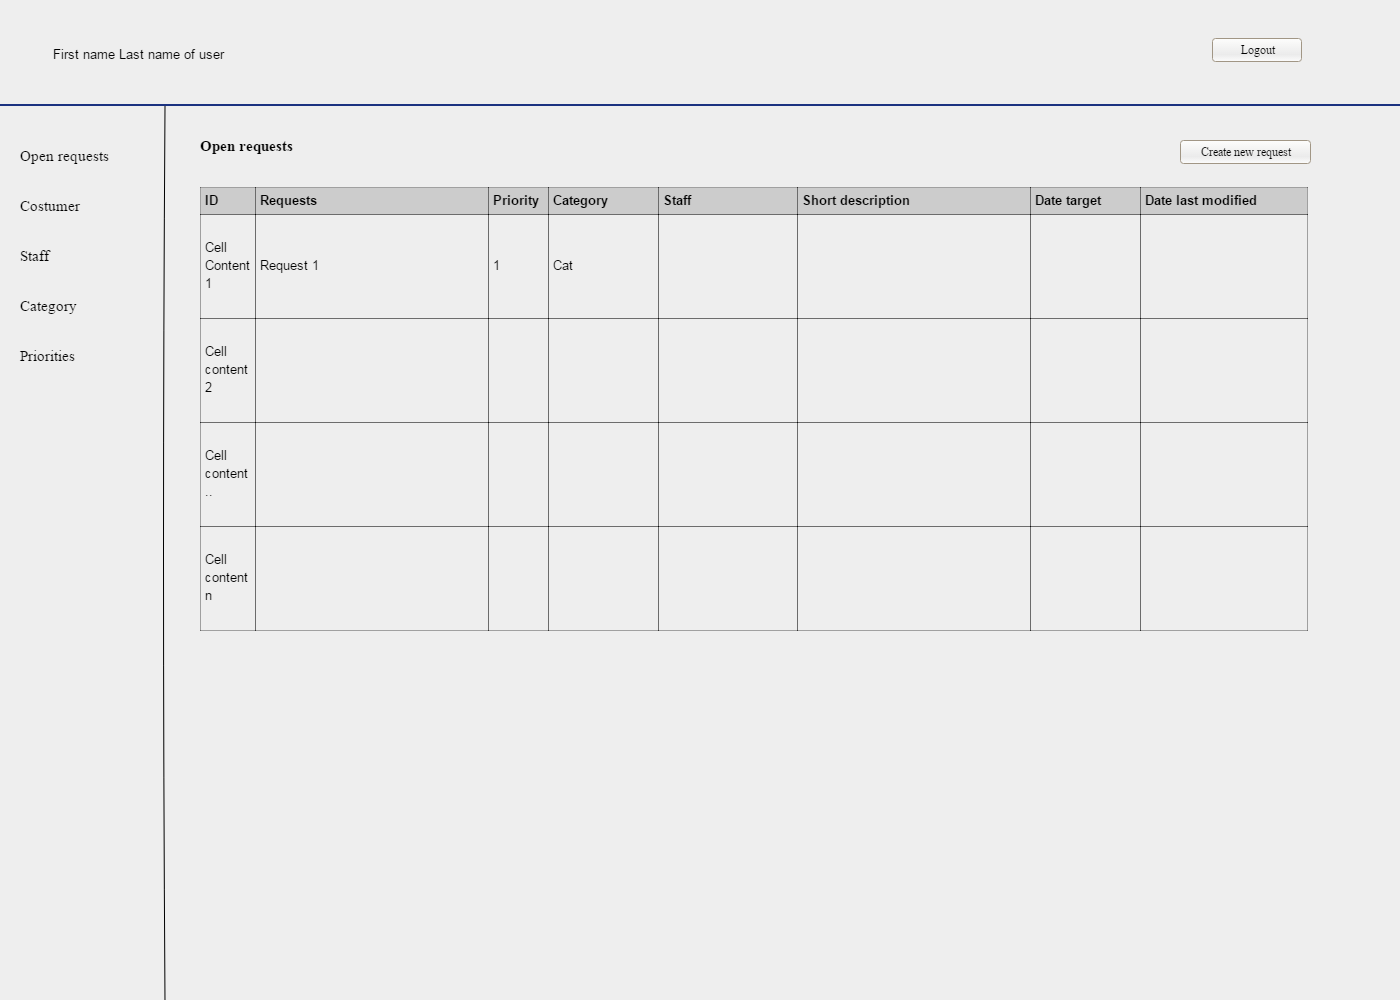 First name Last name of user
Logout
Open requests
Costumer
Staff
Category
Priorities
Open requests
Create new request
ID Requests Priority Category Staff Short description Date target Date last modified
Cell
Content Request 1 1 Cat
1
Cell
content
2
Cell
content
..
Cell
content
n